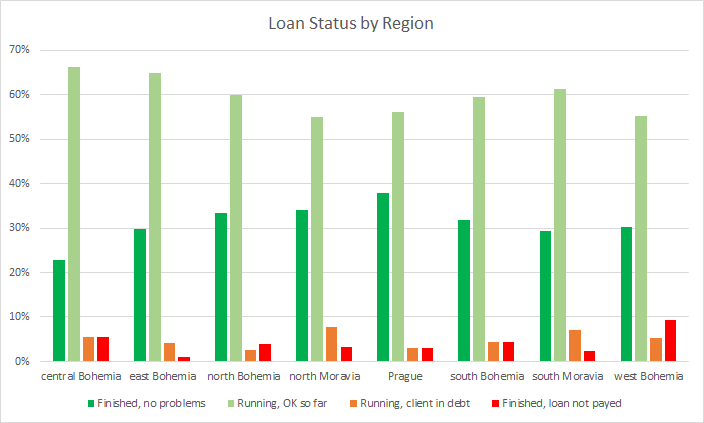 Loan Status by Region
70%
60%
50%
40%
30%
20%
10%
0%
central Bohemia east Bohemia north Bohemia north Moravia Prague south Bohemia south Moravia west Bohemia
Finished, no problems Running, OK so far Running, client in debt Finished, loan not payed